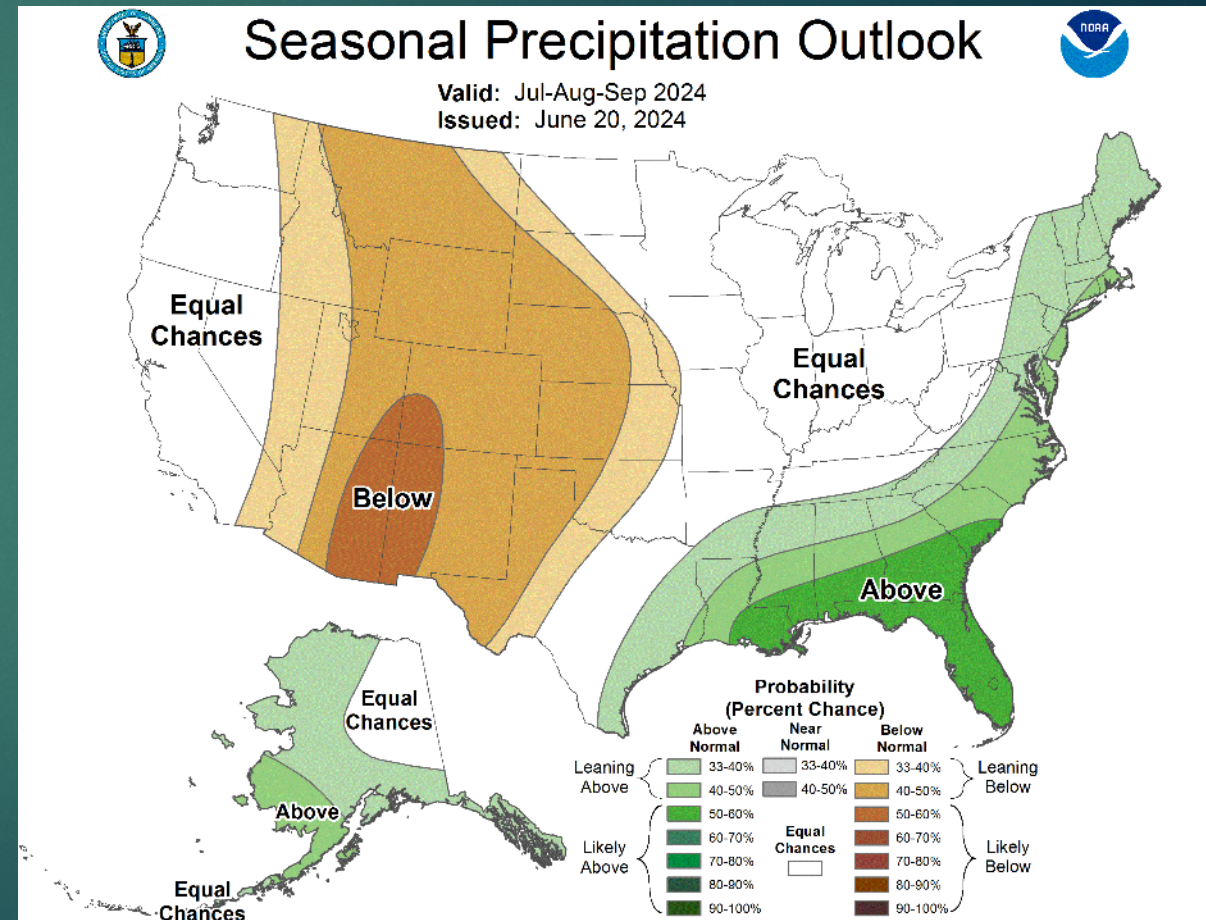 Seasonal Precipitation Outlook
NOAA
Valid: Jul-Aug-Sep 2024
Issued: June 20, 2024
Equal
Chances
Equal
Chances
Below
Above
Equal
Chances
Above
Equal
Chances
Probability
(Percent Chance)
Above
Normal
Near
Normal
Below
Normal
Leaning
Above
33-40%
33-40%
33-40%
Leaning
Below
40-50%
40-50%
40-50%
Likely
Above
50-60%
60-70%
70-80%
80-90%
90-100%
Equal
Chances
50-60%
60-70%
70-80%
80-90%
90-100%
Likely
Below